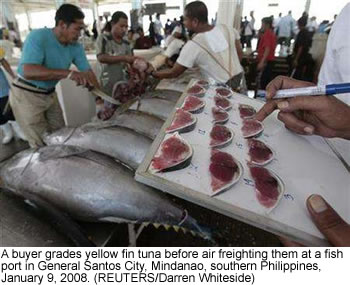 A buyer grades yellow fin tuna before air freighting them at a fish
port in General Santos City, Mindanao, southern Philippines,
January 9, 2008. (REUTERS/Darren Whiteside)